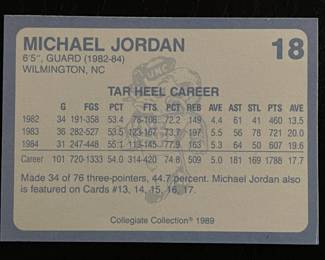 MICHAEL JORDAN 18
6'5", GUARD (1982-84)
WILMINGTON, NC
UNC
TAR HEEL CAREER
G FGS PCT FTS PCT REB AVE AST STL PTS AVE
1982 34 191-358 53.4 78-106 72.2 149 4.4 61 41 460 13.5
1983 36 282-527 53.5 123-167 73.7 197 5.5 56 78 721 20.0
1984 31 247-448 55.1 113-145 77.9 163 5.3 64 50 607 19.6
Career 101 720-1333 54.0 314-420 74.8 509 5.0 181 169 1788 17.7
Made 34 of 76 three-pointers, 44.7 percent. Michael Jordan also
is featured on Cards #13, 14, 15, 16, 17.
Collegiate Collection® 1989